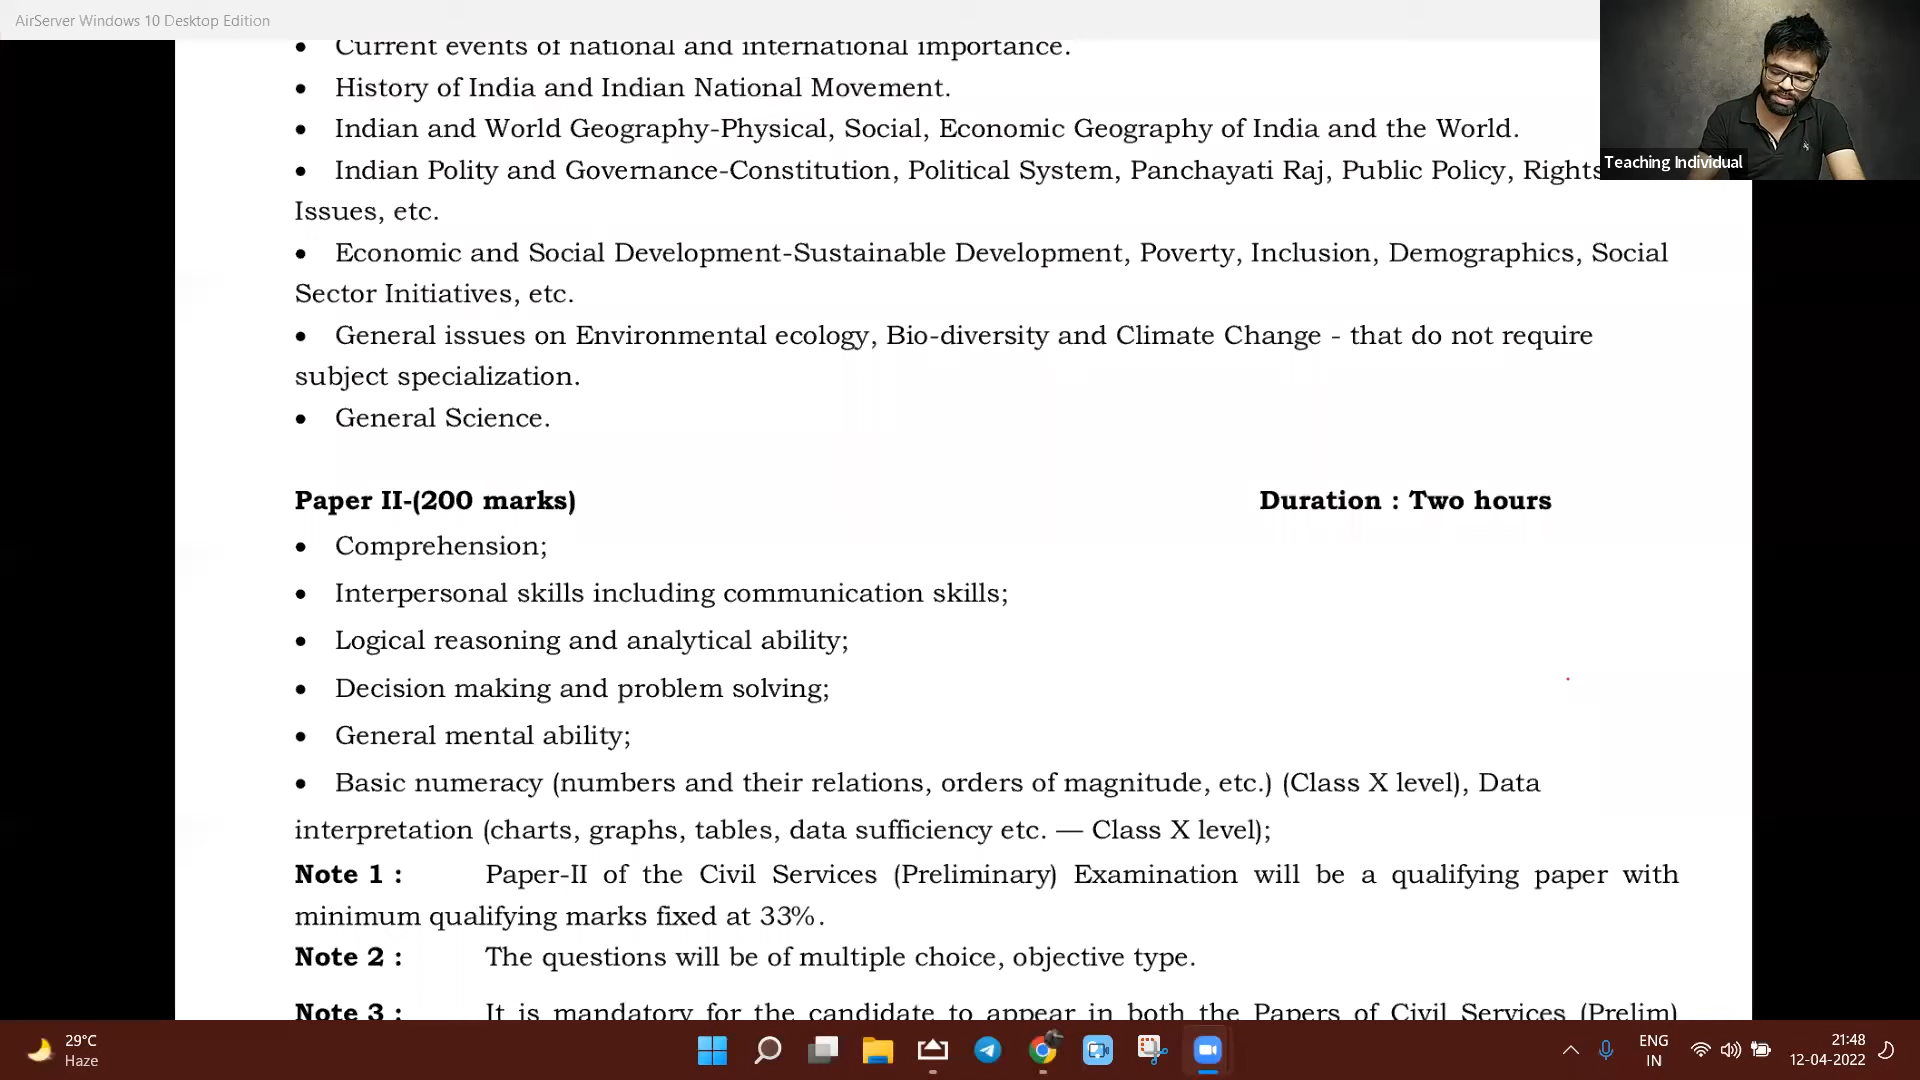 AirServer Windows 10 Desktop Edition
• Current events of national and international importance.
• History of India and Indian National Movement.
• Indian and World Geography-Physical, Social, Economic Geography of India and the World.
• Indian Polity and Governance-Constitution, Political System, Panchayati Raj, Public Policy, Rights
Issues, etc.
• Economic and Social Development-Sustainable Development, Poverty, Inclusion, Demographics, Social
Sector Initiatives, etc.
• General issues on Environmental ecology, Bio-diversity and Climate Change - that do not require
subject specialization.
• General Science.
Teaching Individual
Paper II-(200 marks) Duration : Two hours
• Comprehension;
• Interpersonal skills including communication skills;
• Logical reasoning and analytical ability;
• Decision making and problem solving;
• General mental ability;
• Basic numeracy (numbers and their relations, orders of magnitude, etc.) (Class X level), Data
interpretation (charts, graphs, tables, data sufficiency etc. — Class X level);
Note 1 : Paper-II of the Civil Services (Preliminary) Examination will be a qualifying paper with
minimum qualifying marks fixed at 33%.
Note 2 : The questions will be of multiple choice, objective type.
Note 3 : It is mandatory for the candidate to appear in both the Papers of Civil Services (Prelim)
29°C
Haze
ENG
IN
21:48
12-04-2022